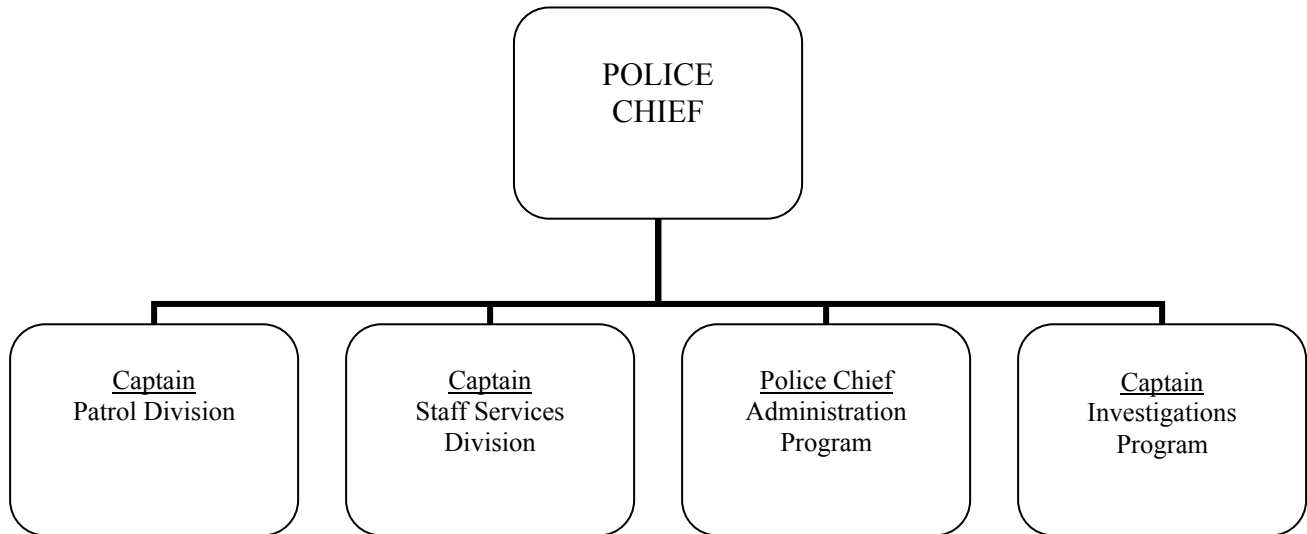 POLICE
CHIEF
Captain
Patrol Division
Captain
Staff Services
Division
Police Chief
Administration
Program
Captain
Investigations
Program